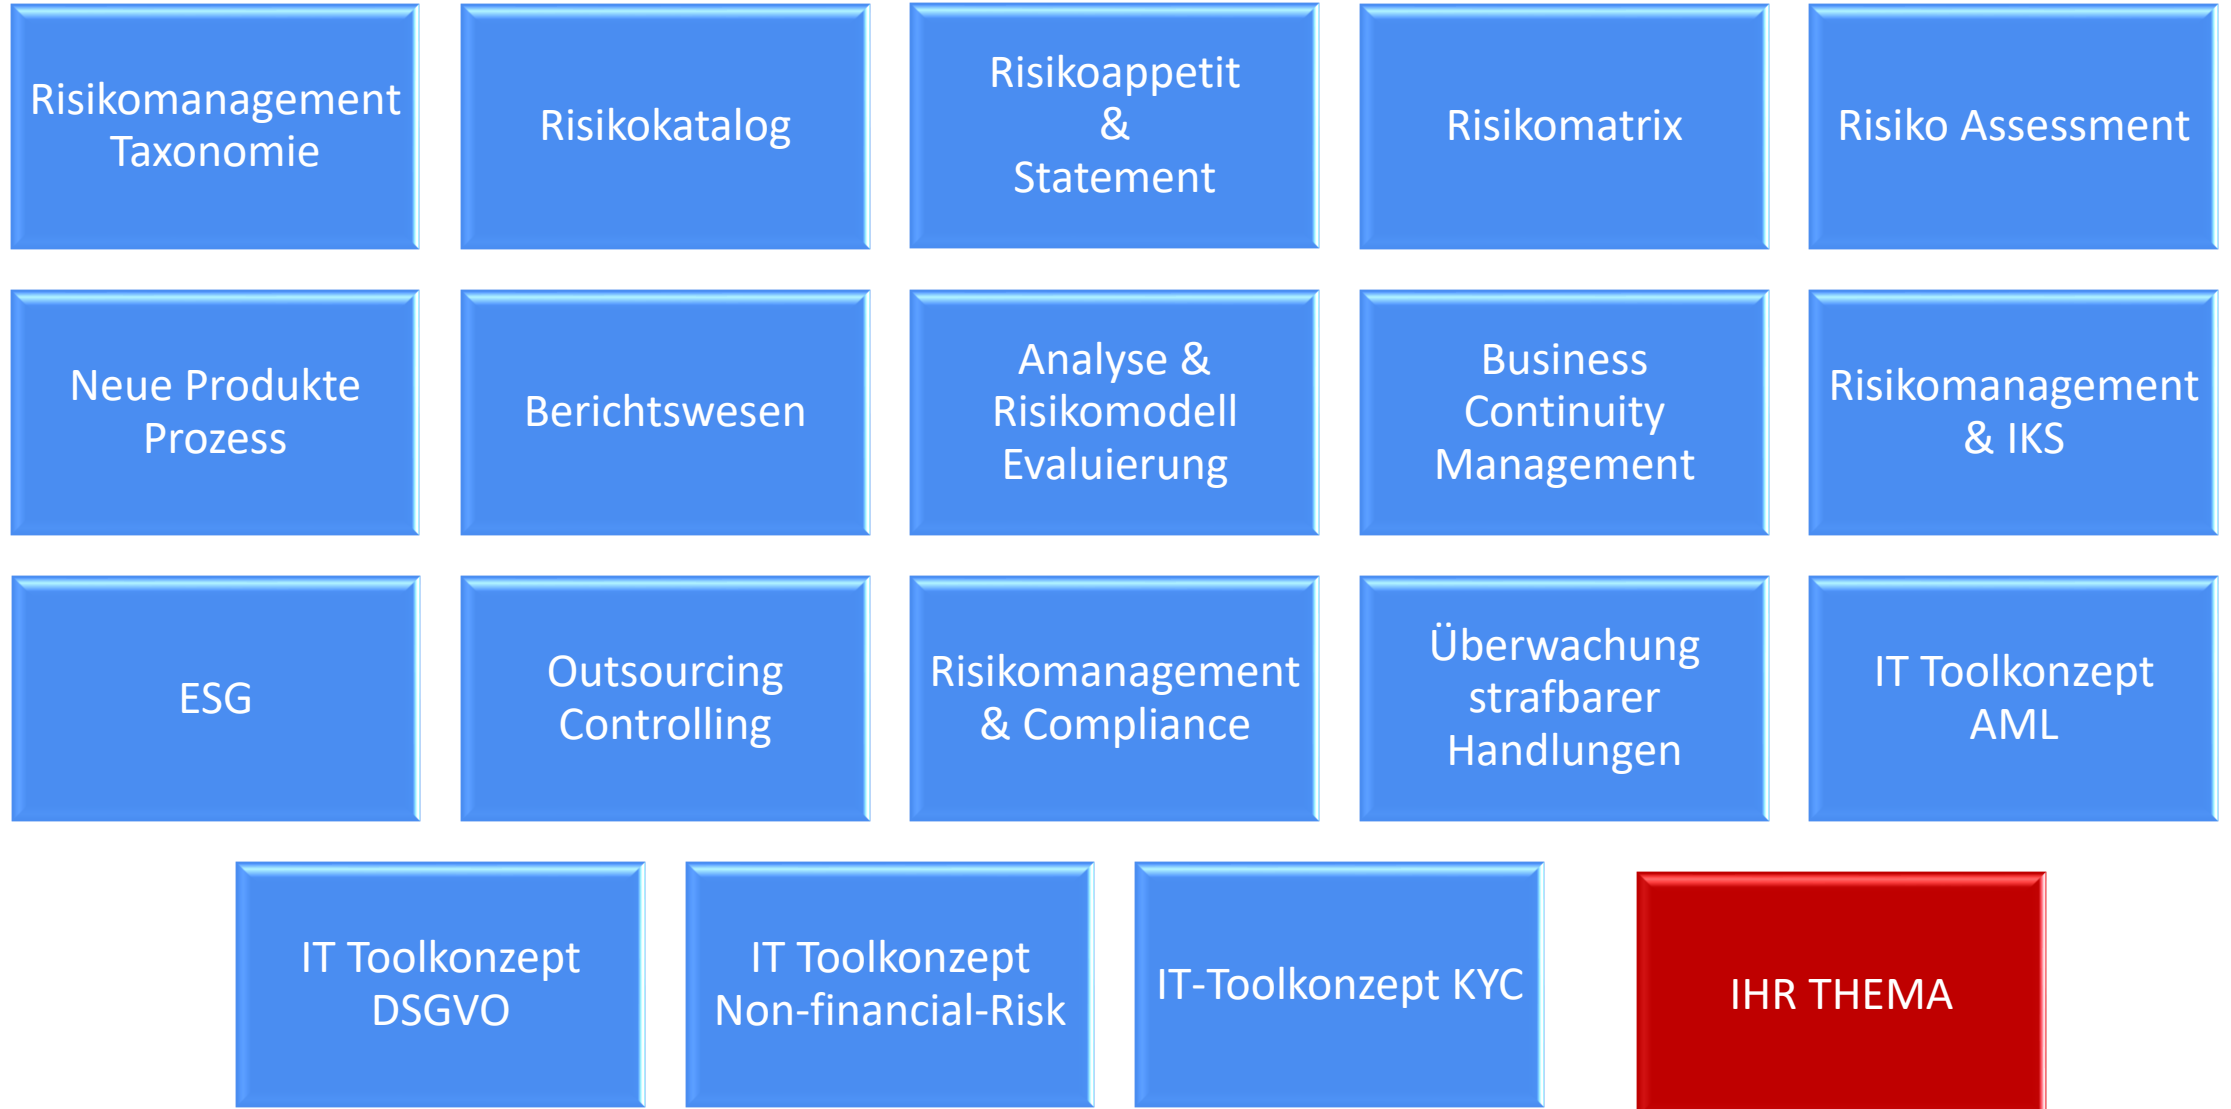 Risikomanagement
Taxonomie
Risikokatalog
Risikoappetit
&
Statement
Risikomatrix
Risiko Assessment
Neue Produkte
Prozess
Berichtswesen
Analyse &
Risikomodell
Evaluierung
Business
Continuity
Management
Risikomanagement
& IKS
ESG
Outsourcing
Controlling
Risikomanagement
& Compliance
Überwachung
strafbarer
Handlungen
IT Toolkonzept
AML
IT Toolkonzept
DSGVO
IT Toolkonzept
Non-financial-Risk
IT-Toolkonzept KYC
IHR THEMA